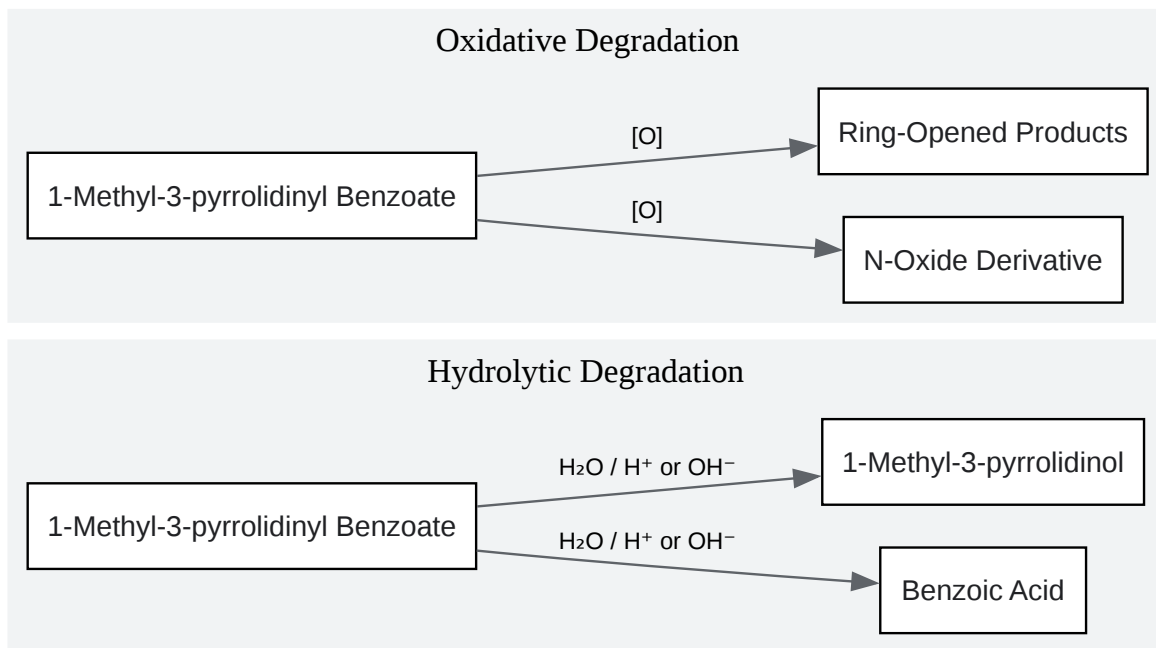 Oxidative Degradation
1-Methyl-3-pyrrolidinyl Benzoate
[O]
Ring-Opened Products
[O]
N-Oxide Derivative
Hydrolytic Degradation
1-Methyl-3-pyrrolidinyl Benzoate
H₂O / H⁺ or OH⁻
1-Methyl-3-pyrrolidinol
H₂O / H⁺ or OH⁻
Benzoic Acid